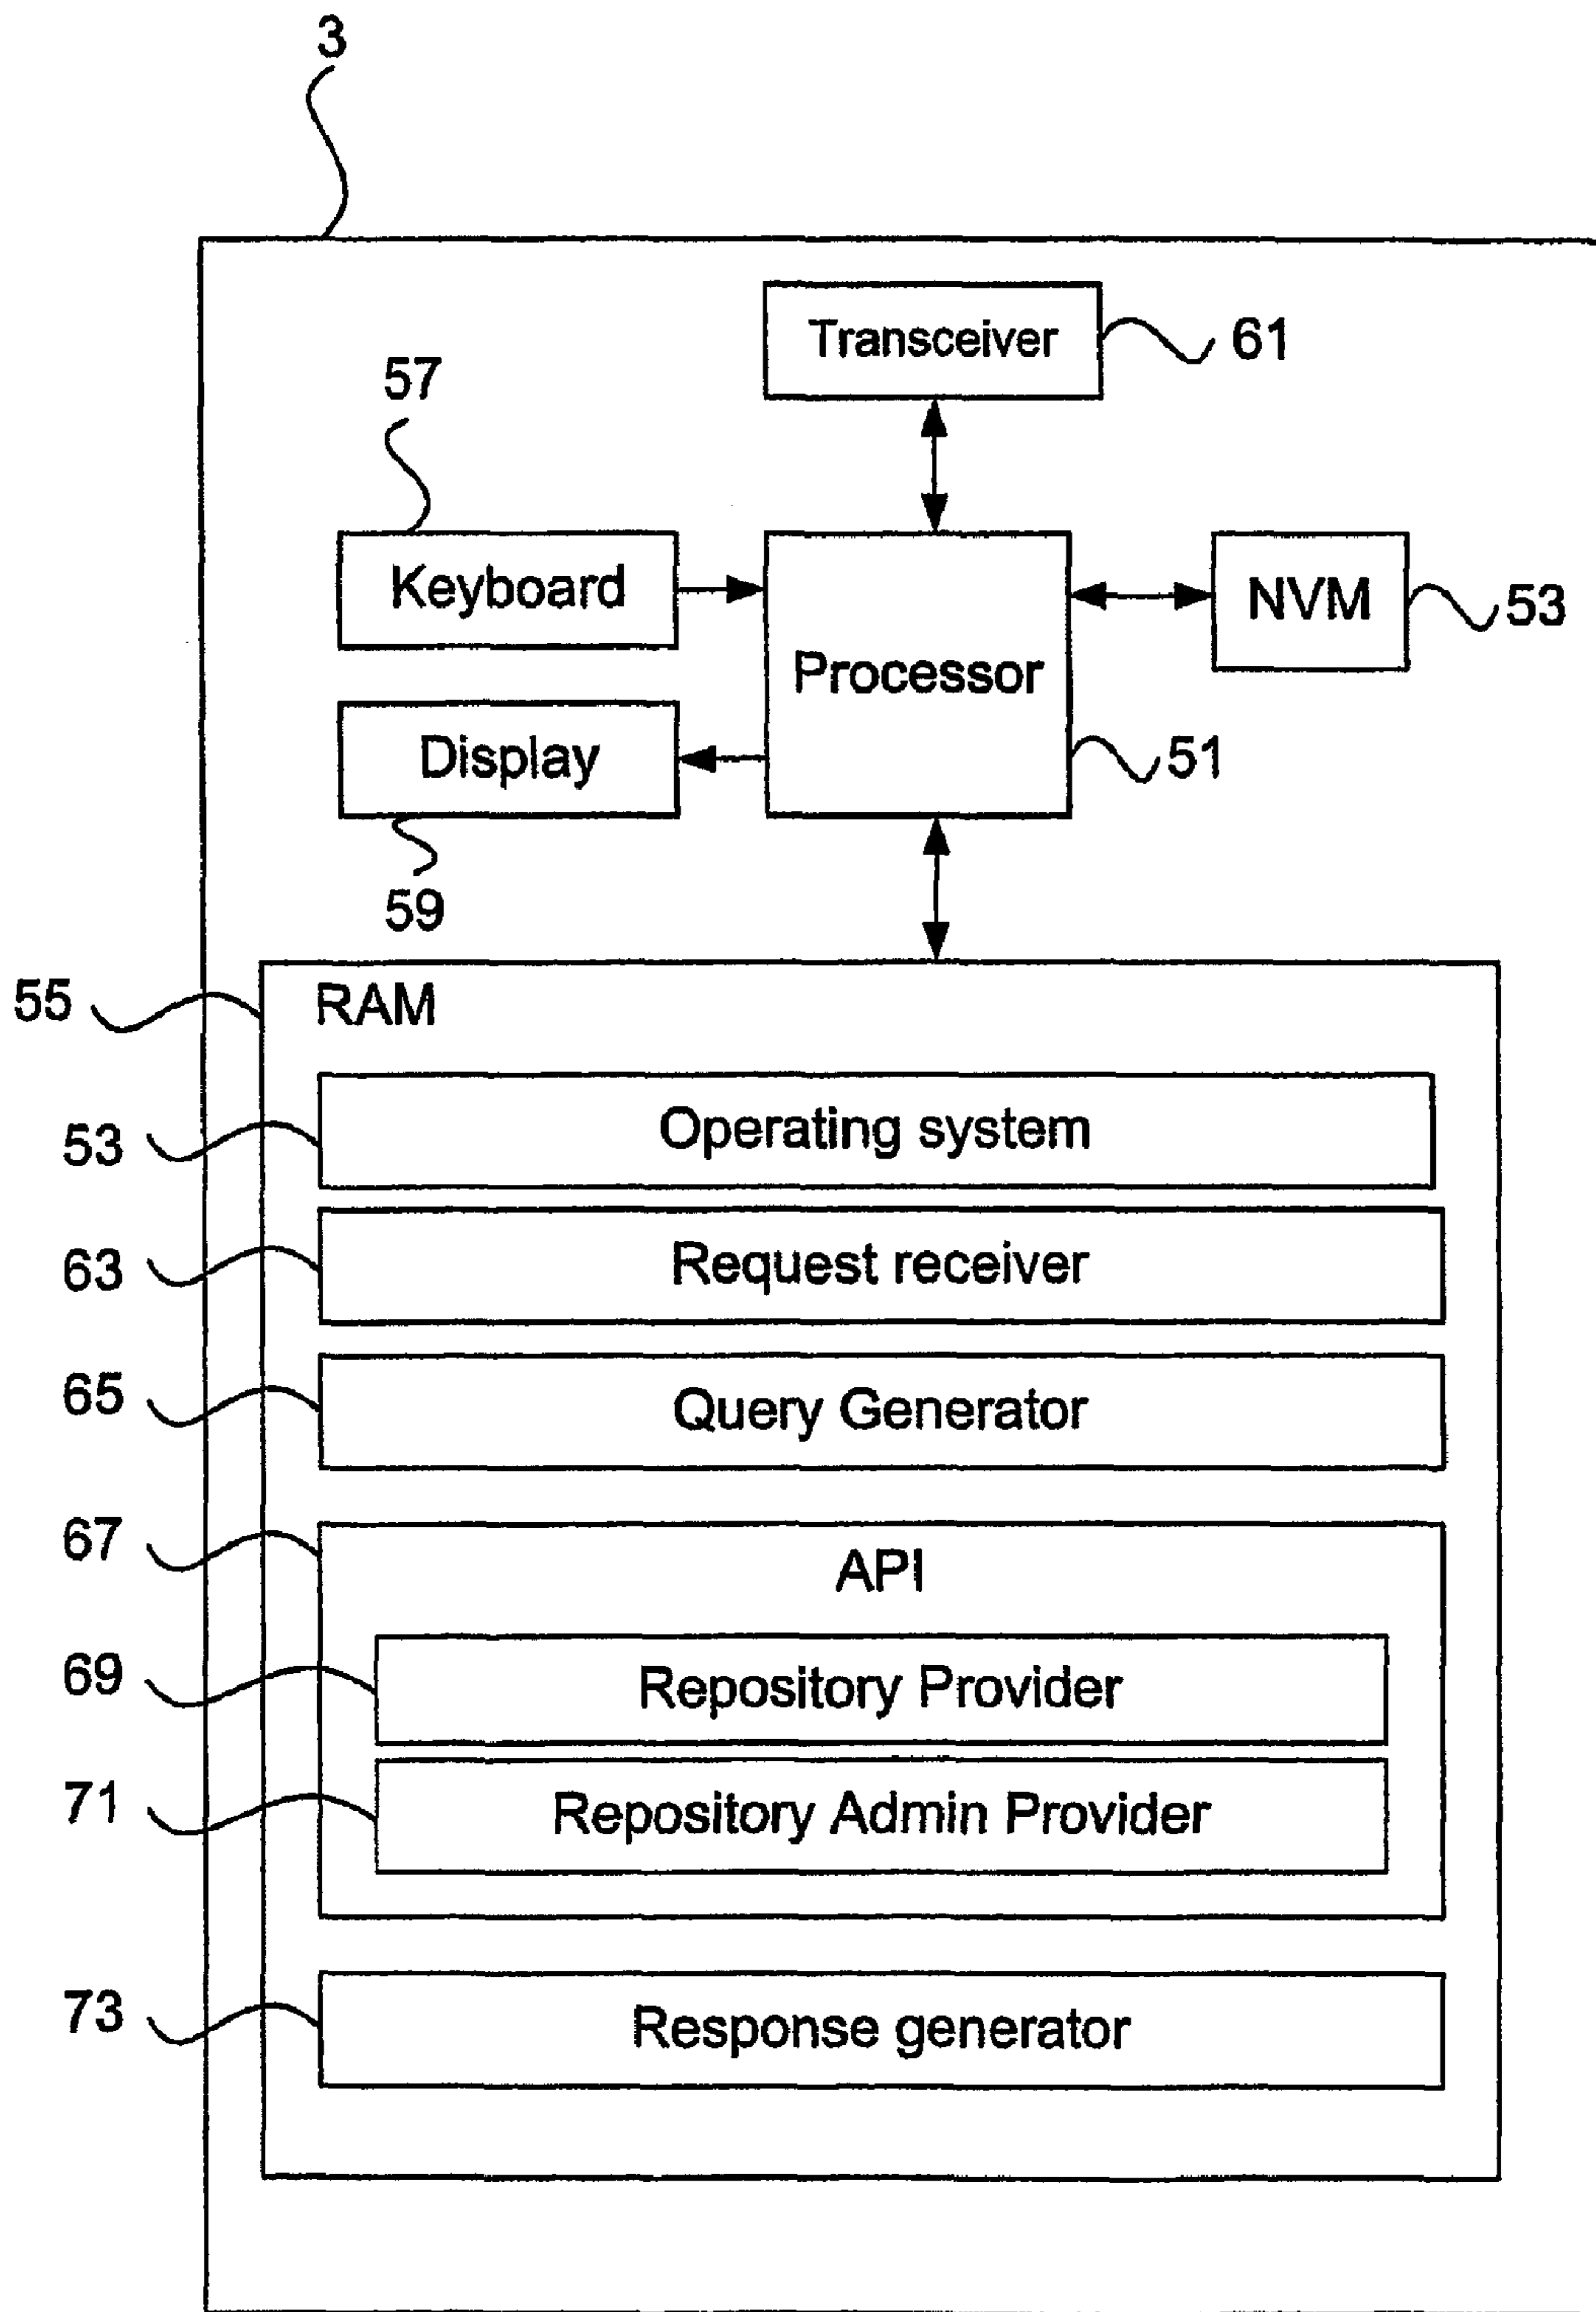 3
Transceiver
61
57
Keyboard
Processor
NVM
53
Display
51
59
55
RAM
53
Operating system
63
Request receiver
65
Query Generator
67
API
69
Repository Provider
71
Repository Admin Provider
73
Response generator